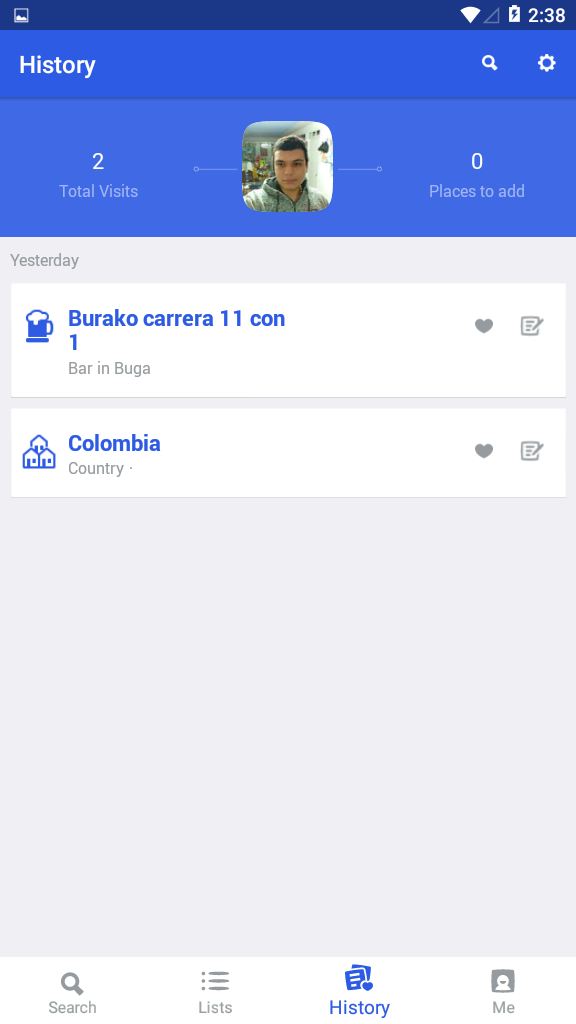 2:38
History
2
Total Visits
0
Places to add
Yesterday
Burako carrera 11 con
1
Bar in Buga
Colombia
Country ·
Search
Lists
History
Me